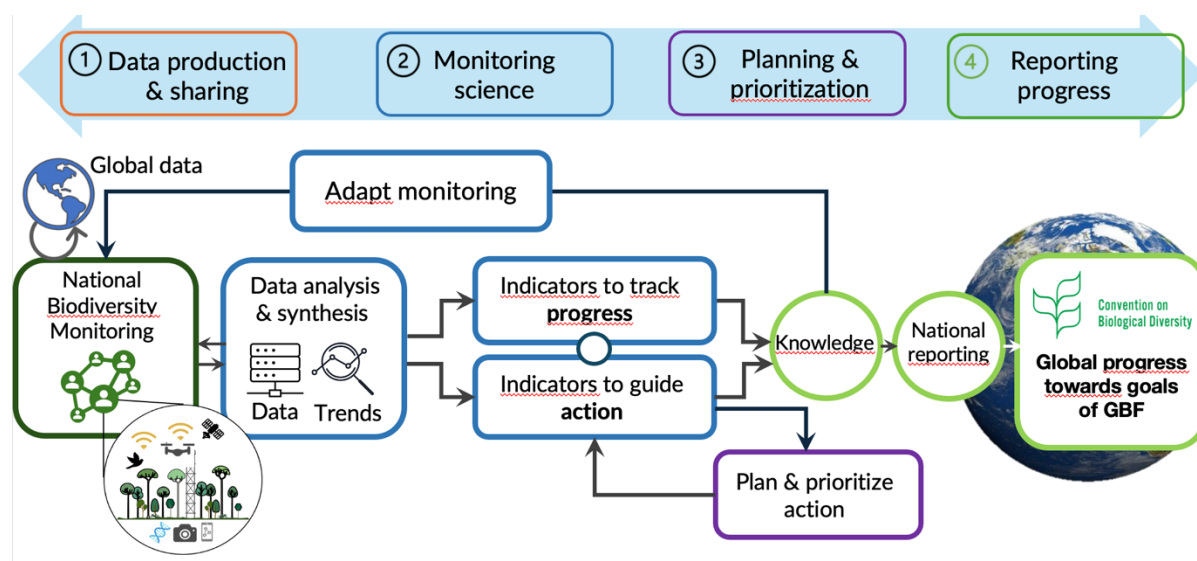 1 Data production
& sharing
2 Monitoring
science
3 Planning &
prioritization
4 Reporting
progress
Global data
Adapt monitoring
National
Biodiversity
Monitoring
Data analysis
& synthesis
Data
Trends
Indicators to track
progress
Indicators to guide
action
Knowledge
National
reporting
Convention on
Biological Diversity
Global progress
towards goals
of GBF
Plan & prioritize
action